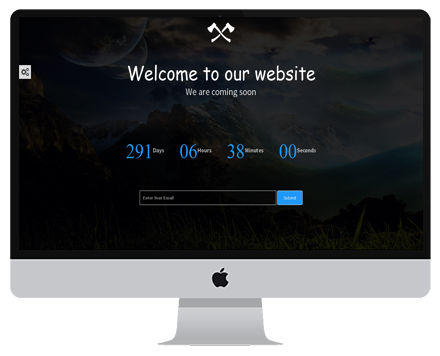 Welcome to our website
We are coming soon
291 Days 06 Hours 38 Minutes 00 Seconds
Enter Your Email Submit